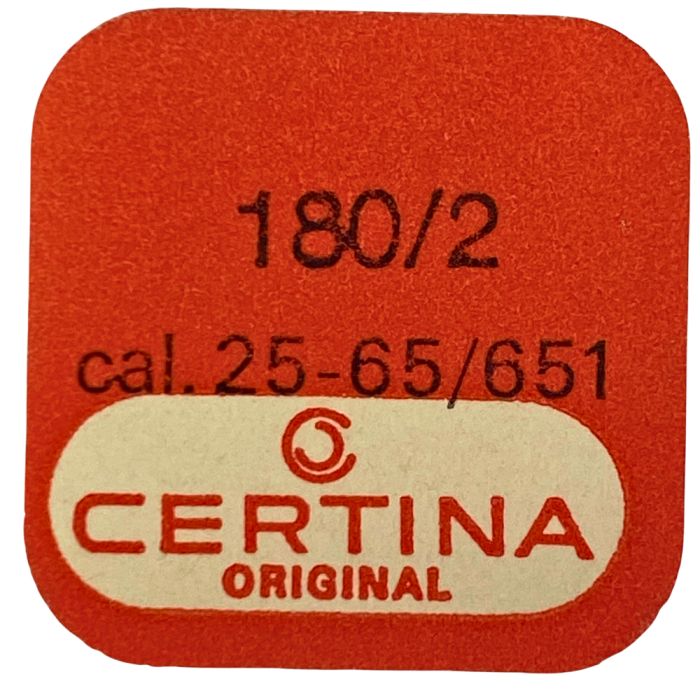 180/2
cal. 25-65/651
CERTINA
ORIGINAL